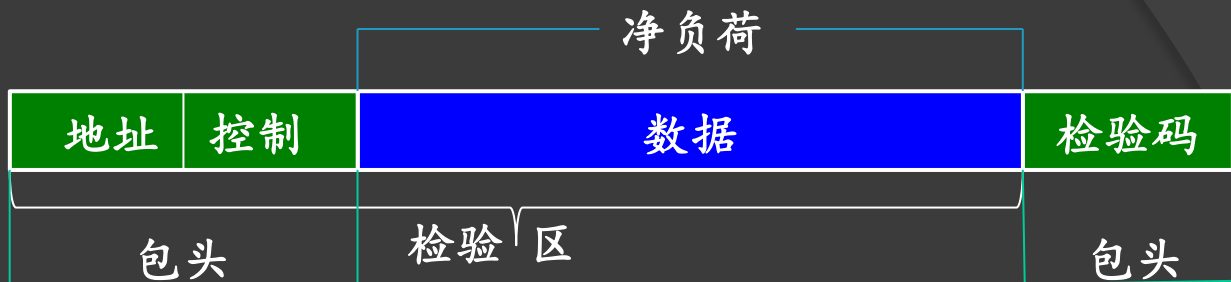 净负荷
地址 控制 数据 检验码
检验 区
包头 包头